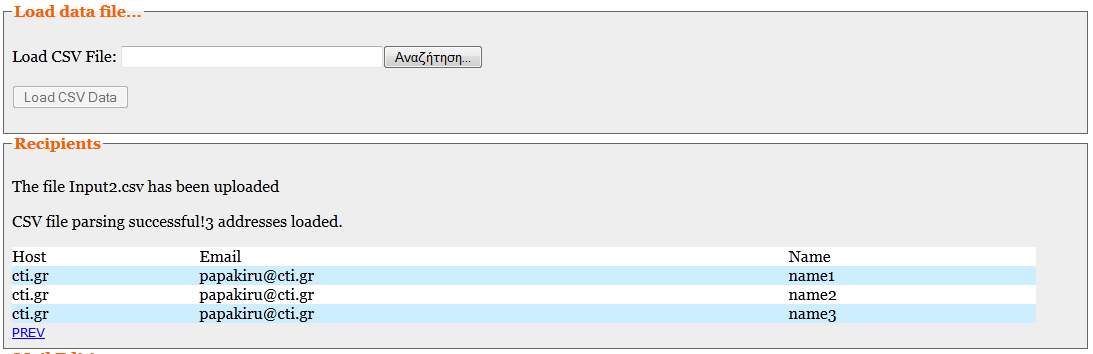 Load data file...
Load CSV File: Αναζήτηση...
Load CSV Data
Recipients
The file Input2.csv has been uploaded
CSV file parsing successful!3 addresses loaded.
Host Email Name
cti.gr papakiru@cti.gr name1
cti.gr papakiru@cti.gr name2
cti.gr papakiru@cti.gr name3
PREV